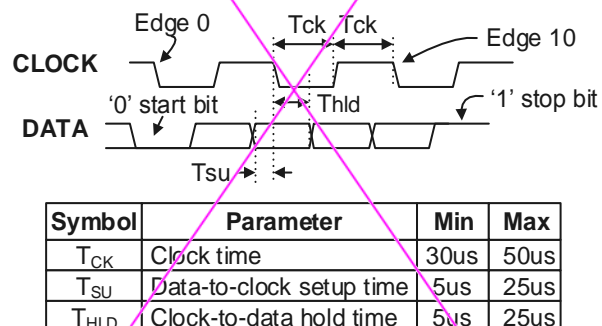 Edge 0
Tck Tck
Edge 10
CLOCK
'0' start bit
Thld
'1' stop bit
DATA
Tsu
Symbol Parameter Min Max
TCK Clock time 30us 50us
TSU Data-to-clock setup time 5us 25us
THLD Clock-to-data hold time 5us 25us